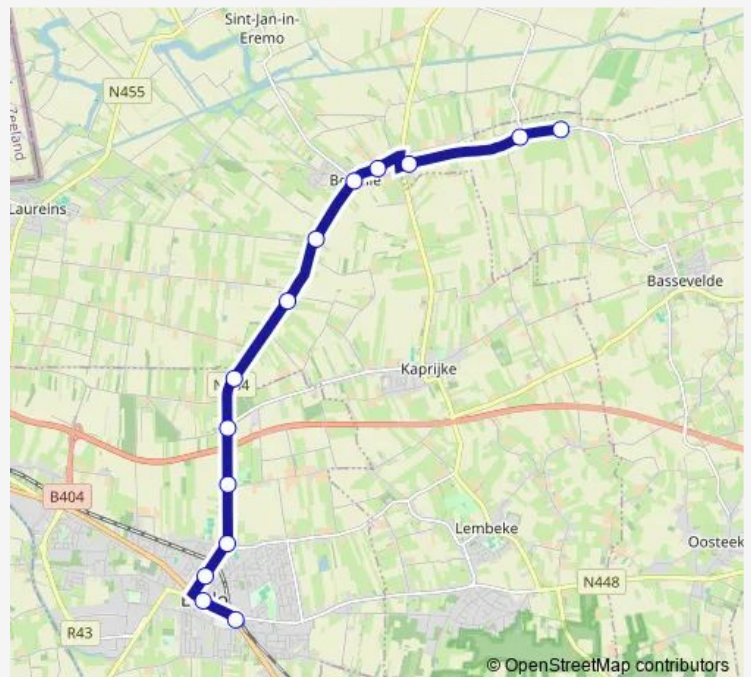 Sint-Jan-in-
Eremo
N455
Zeeland
Laureins
Bassevelde
Kaprijke
B404
Lembeke
Oosteek
N448
R43
© OpenStreetMap contributors